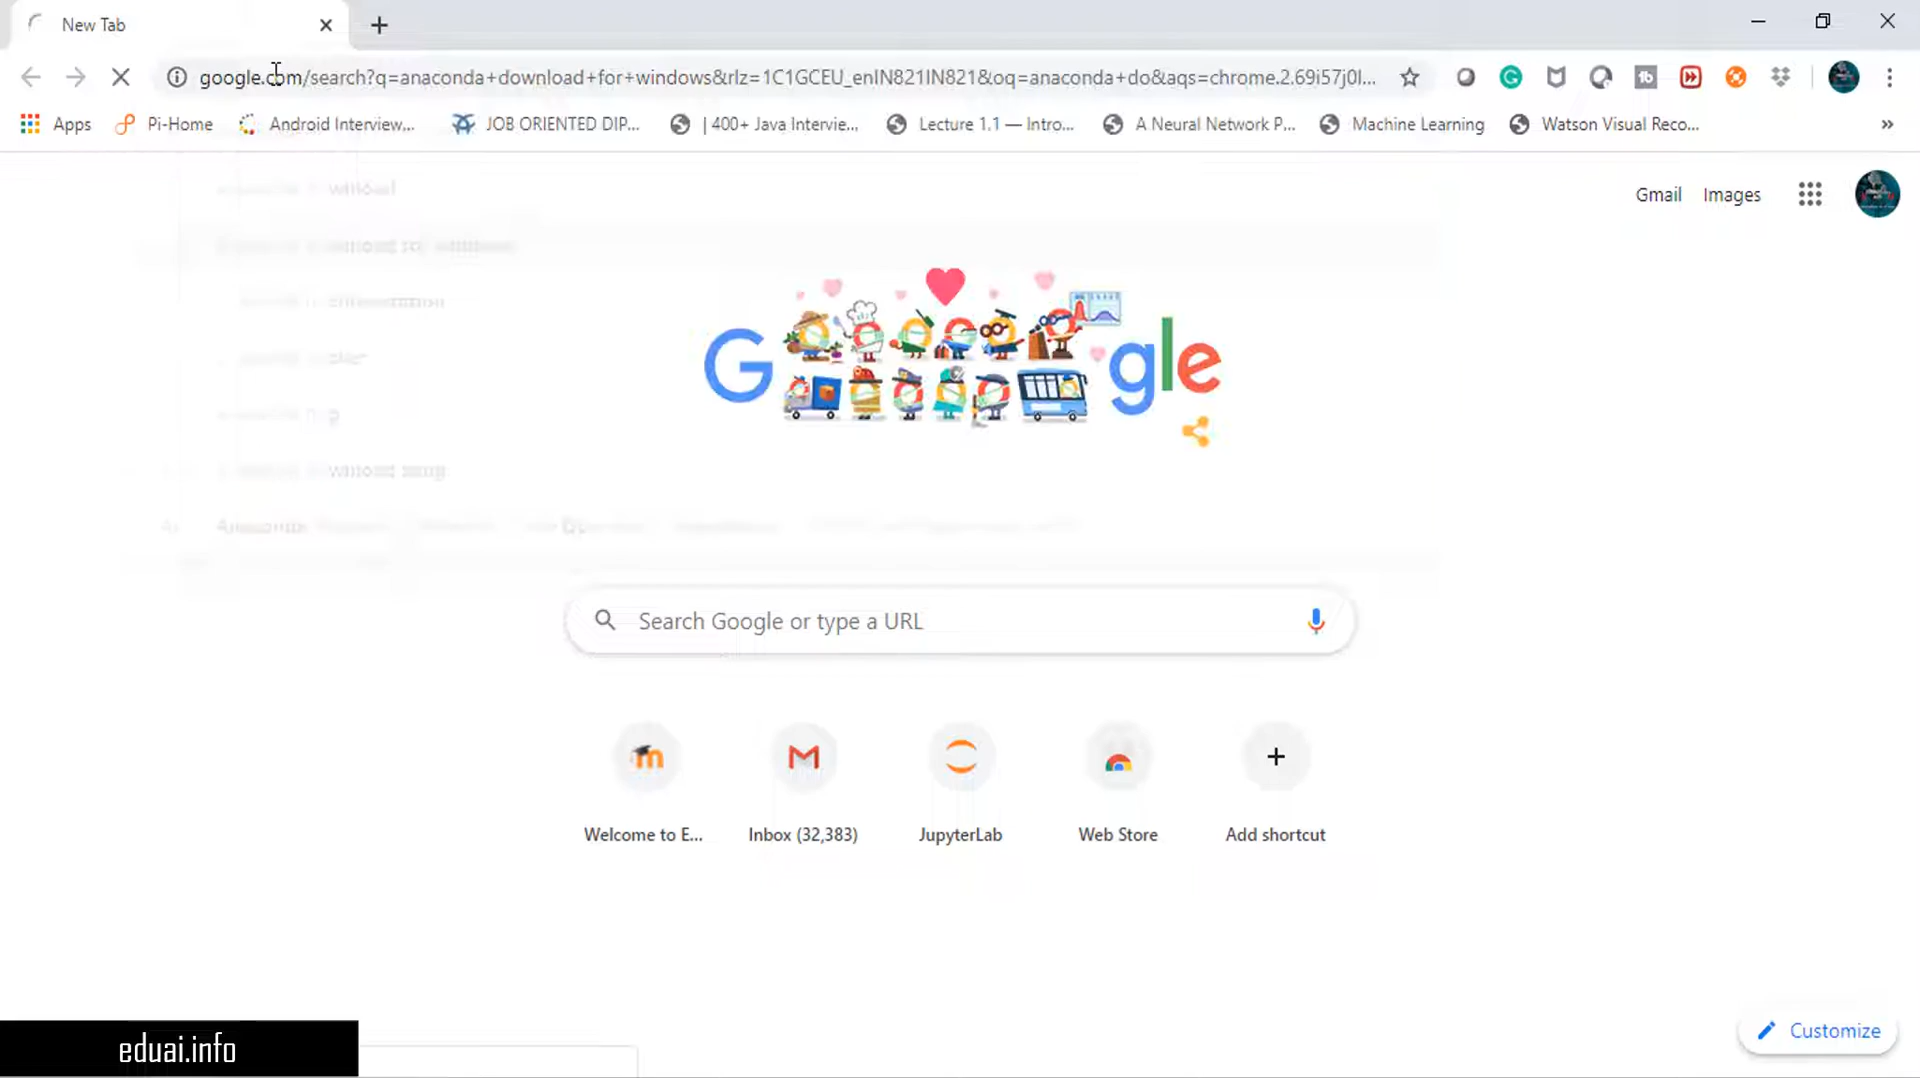 New Tab
google.com/search?q=anaconda+download+for+windows&rlz=1C1GCEU_enIN821IN821&oq=anaconda+do&aqs=chrome.2.69i57j0l...
Apps Pi-Home Android Interview... JOB ORIENTED DIP... | 400+ Java Intervie... Lecture 1.1 — Intro... A Neural Network P... Machine Learning Watson Visual Reco... »
Gmail Images
Google
Search Google or type a URL
Welcome to E... Inbox (32,383) JupyterLab Web Store Add shortcut
Customize
eduai.info